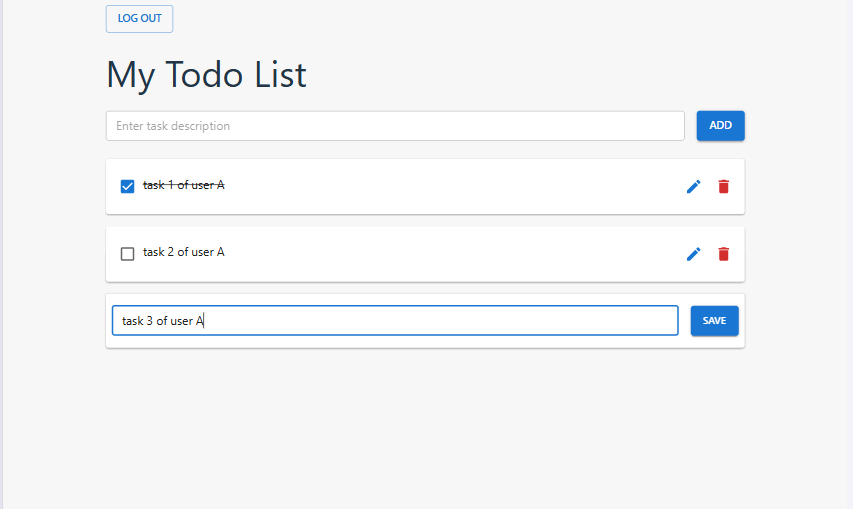 LOG OUT
My Todo List
Enter task description
ADD
task 1 of user A
task 2 of user A
task 3 of user A
SAVE